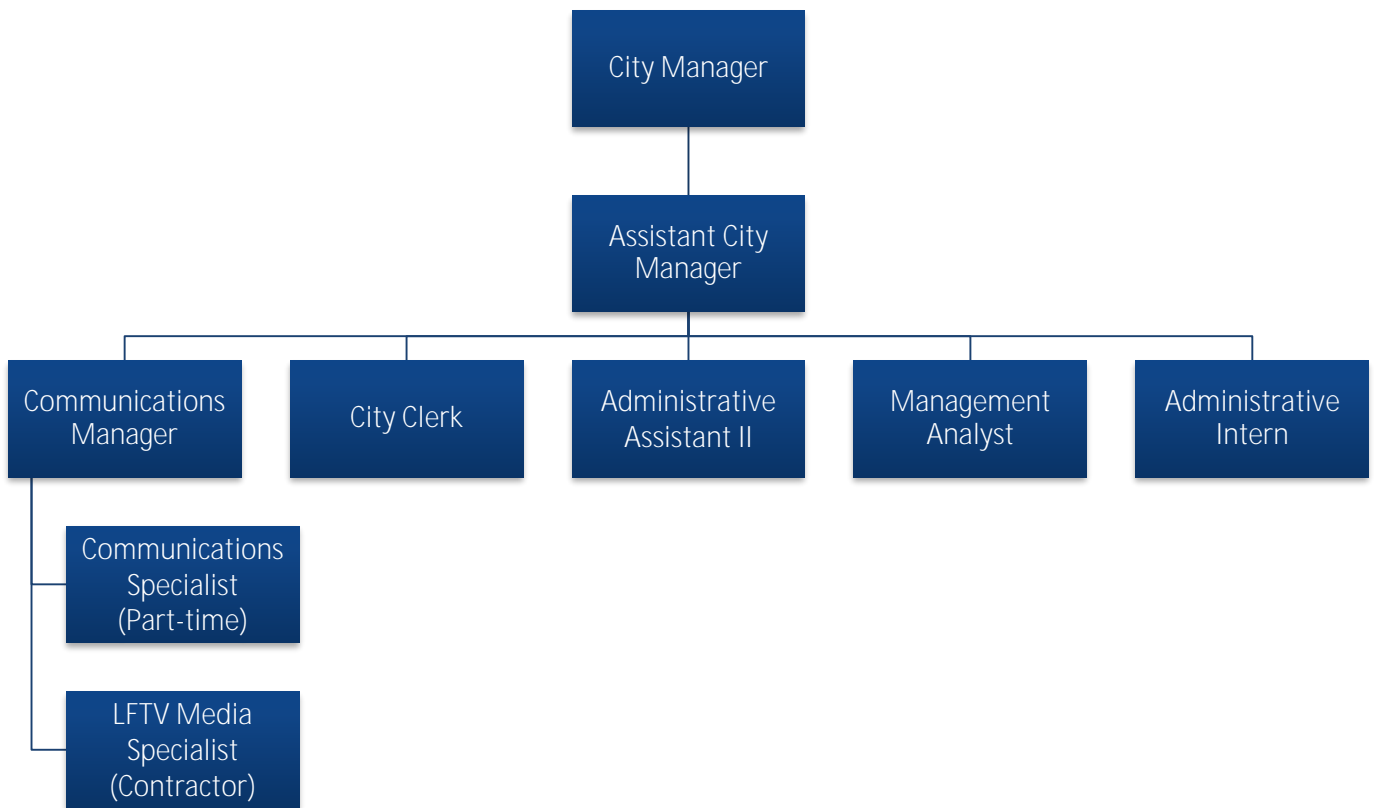 City Manager
Assistant City
Manager
Communications
Manager
City Clerk
Administrative
Assistant II
Management
Analyst
Administrative
Intern
Communications
Specialist
(Part-time)
LFTV Media
Specialist
(Contractor)